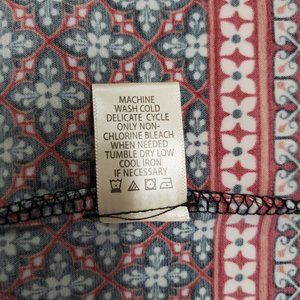 MACHINE
WASH COLD
DELICATE CYCLE
ONLY NON-
CHLORINE BLEACH
WHEN NEEDED
TUMBLE DRY LOW
COOL IRON
IF NECESSARY